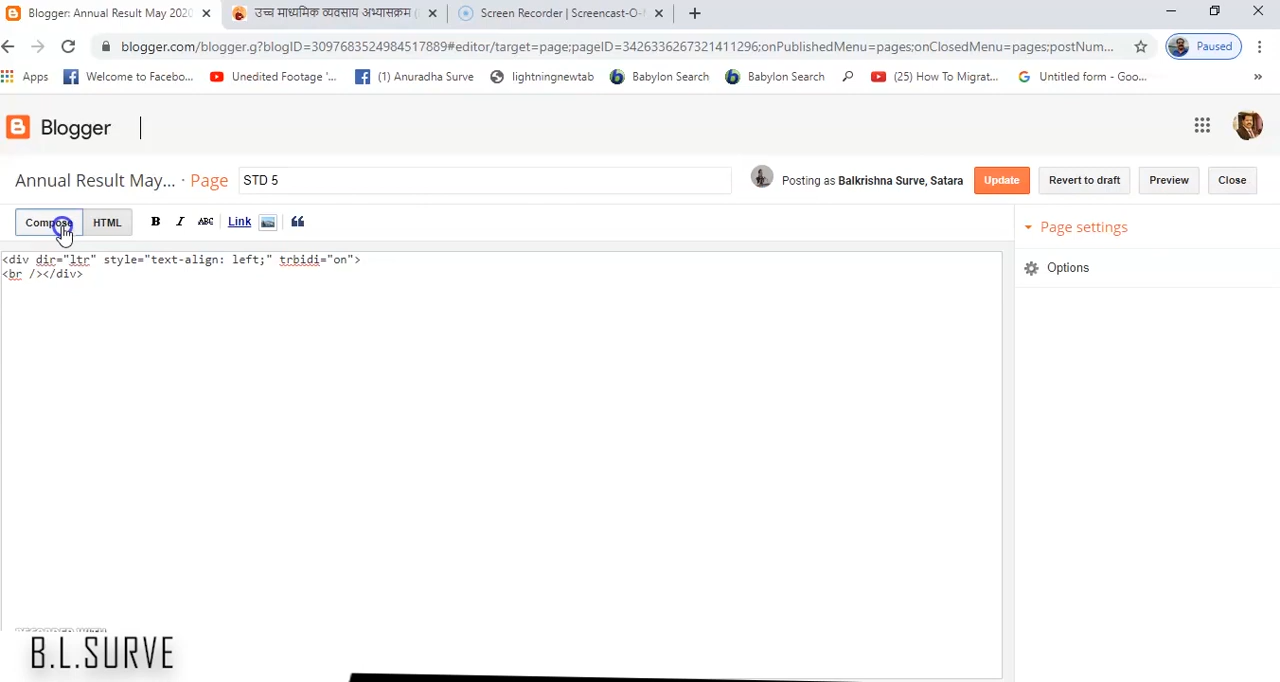 Blogger: Annual Result May 2020
उच्च माध्यमिक व्यवसाय अभ्यासक्रम (
Screen Recorder | Screencast-O-
blogger.com/blogger.g?blogID=3097683524984517889#editor/target=page;pageID=3426336267321411296;onPublishedMenu=pages;onClosedMenu=pages;postNum...
Paused
Apps
Welcome to Facebo...
Unedited Footage '...
(1) Anuradha Surve
lightningnewtab
Babylon Search
Babylon Search
(25) How To Migrat...
Untitled form - Goo...
»
Blogger
Annual Result May... · Page
STD 5
Posting as Balkrishna Surve, Satara
Update
Revert to draft
Preview
Close
Compose
HTML
B
I
ABC
Link
Page settings
<div dir="ltr" style="text-align: left;" trbidi="on">
<br /></div>
Options
B.L.SURVE